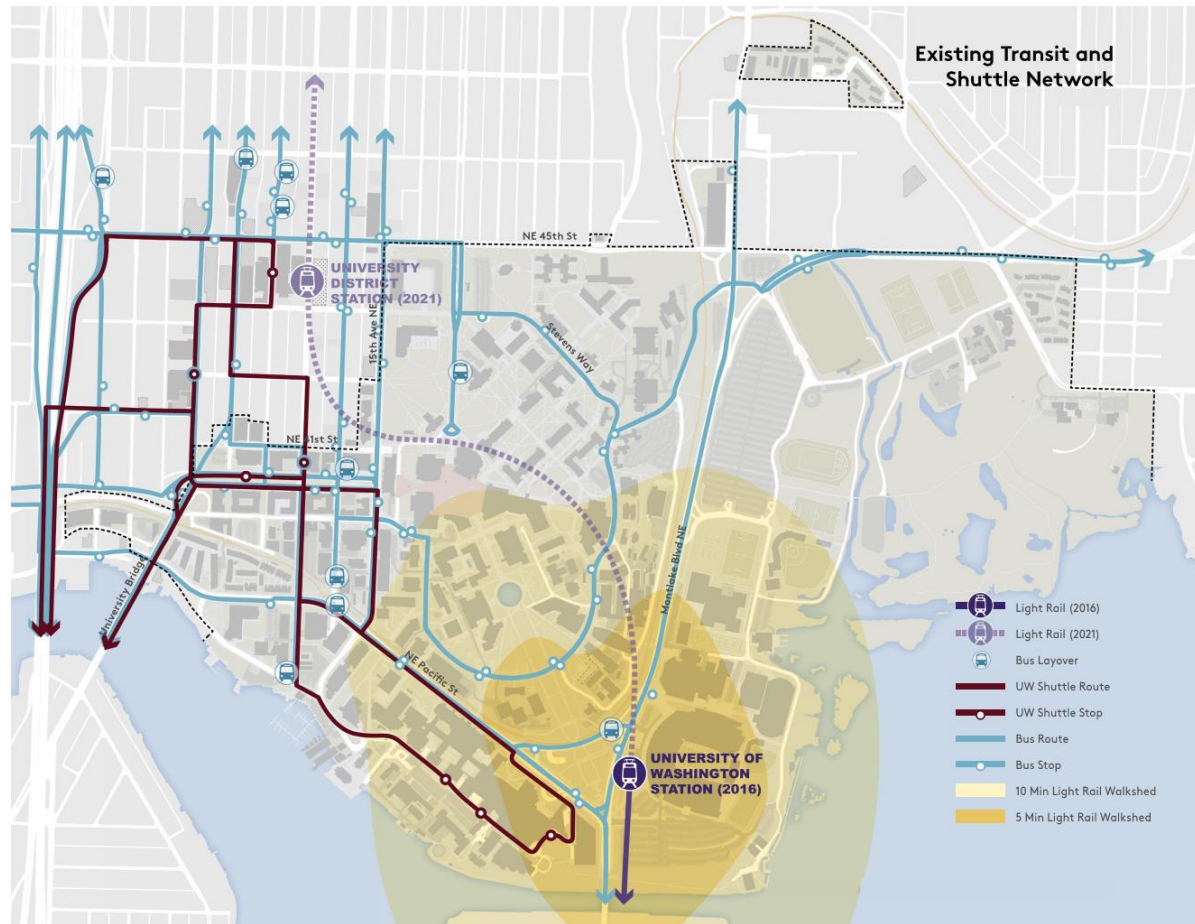 Existing Transit and
Shuttle Network
NE 45th St
UNIVERSITY
DISTRICT
STATION (2021)
15th Ave NE
Stevens Way
NE 41st St
Montlake Blvd NE
University Bridge
NE Pacific St
UNIVERSITY OF
WASHINGTON
STATION (2016)
Light Rail (2016)
Light Rail (2021)
Bus Layover
UW Shuttle Route
UW Shuttle Stop
Bus Route
Bus Stop
10 Min Light Rail Walkshed
5 Min Light Rail Walkshed